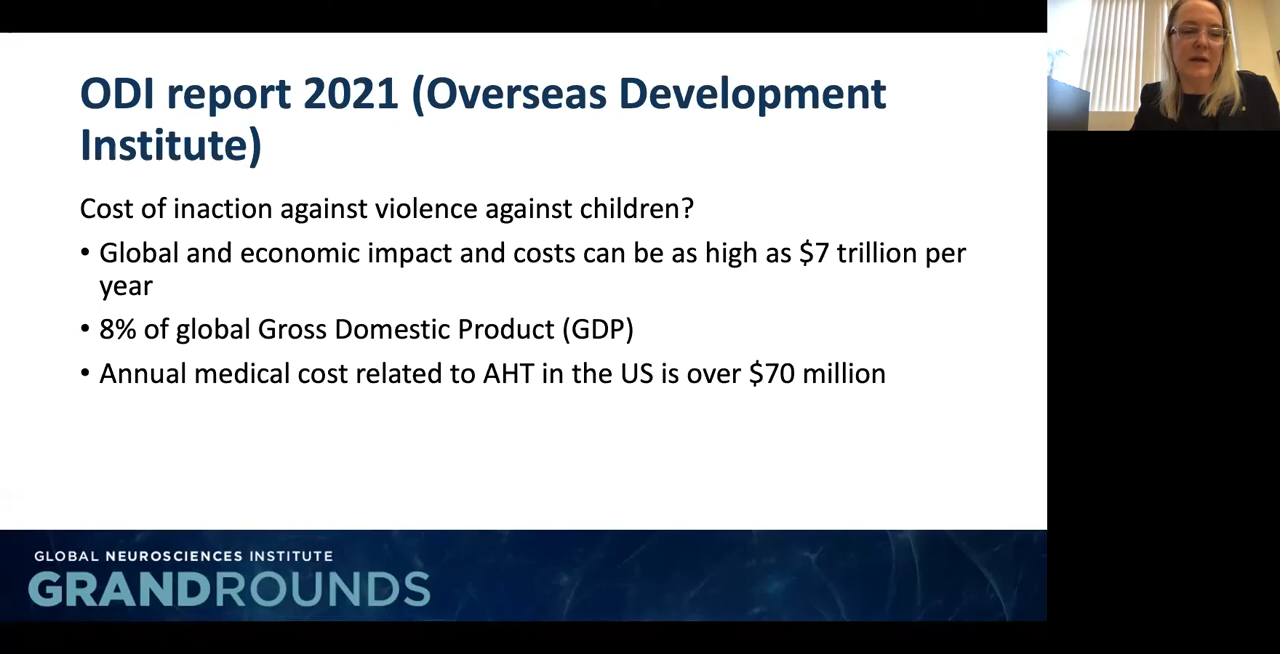 ODI report 2021 (Overseas Development
Institute)
Cost of inaction against violence against children?
• Global and economic impact and costs can be as high as $7 trillion per
year
• 8% of global Gross Domestic Product (GDP)
• Annual medical cost related to AHT in the US is over $70 million
GLOBAL NEUROSCIENCES INSTITUTE
GRANDROUNDS